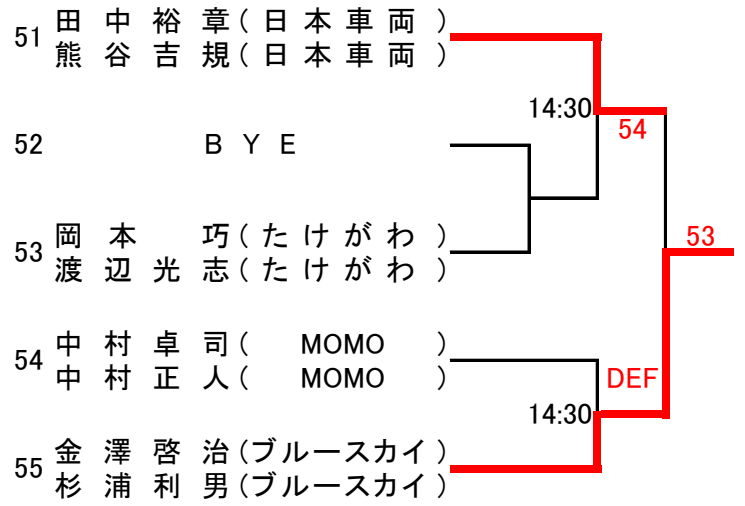 51 田中裕章(日本車両)
熊谷吉規(日本車両)
14:30
54
52 BYE
53 岡本 巧(たけがわ)
渡辺光志(たけがわ)
53
54 中村卓司( MOMO )
中村正人( MOMO )
DEF
14:30
55 金澤啓治(ブルースカイ)
杉浦利男(ブルースカイ)